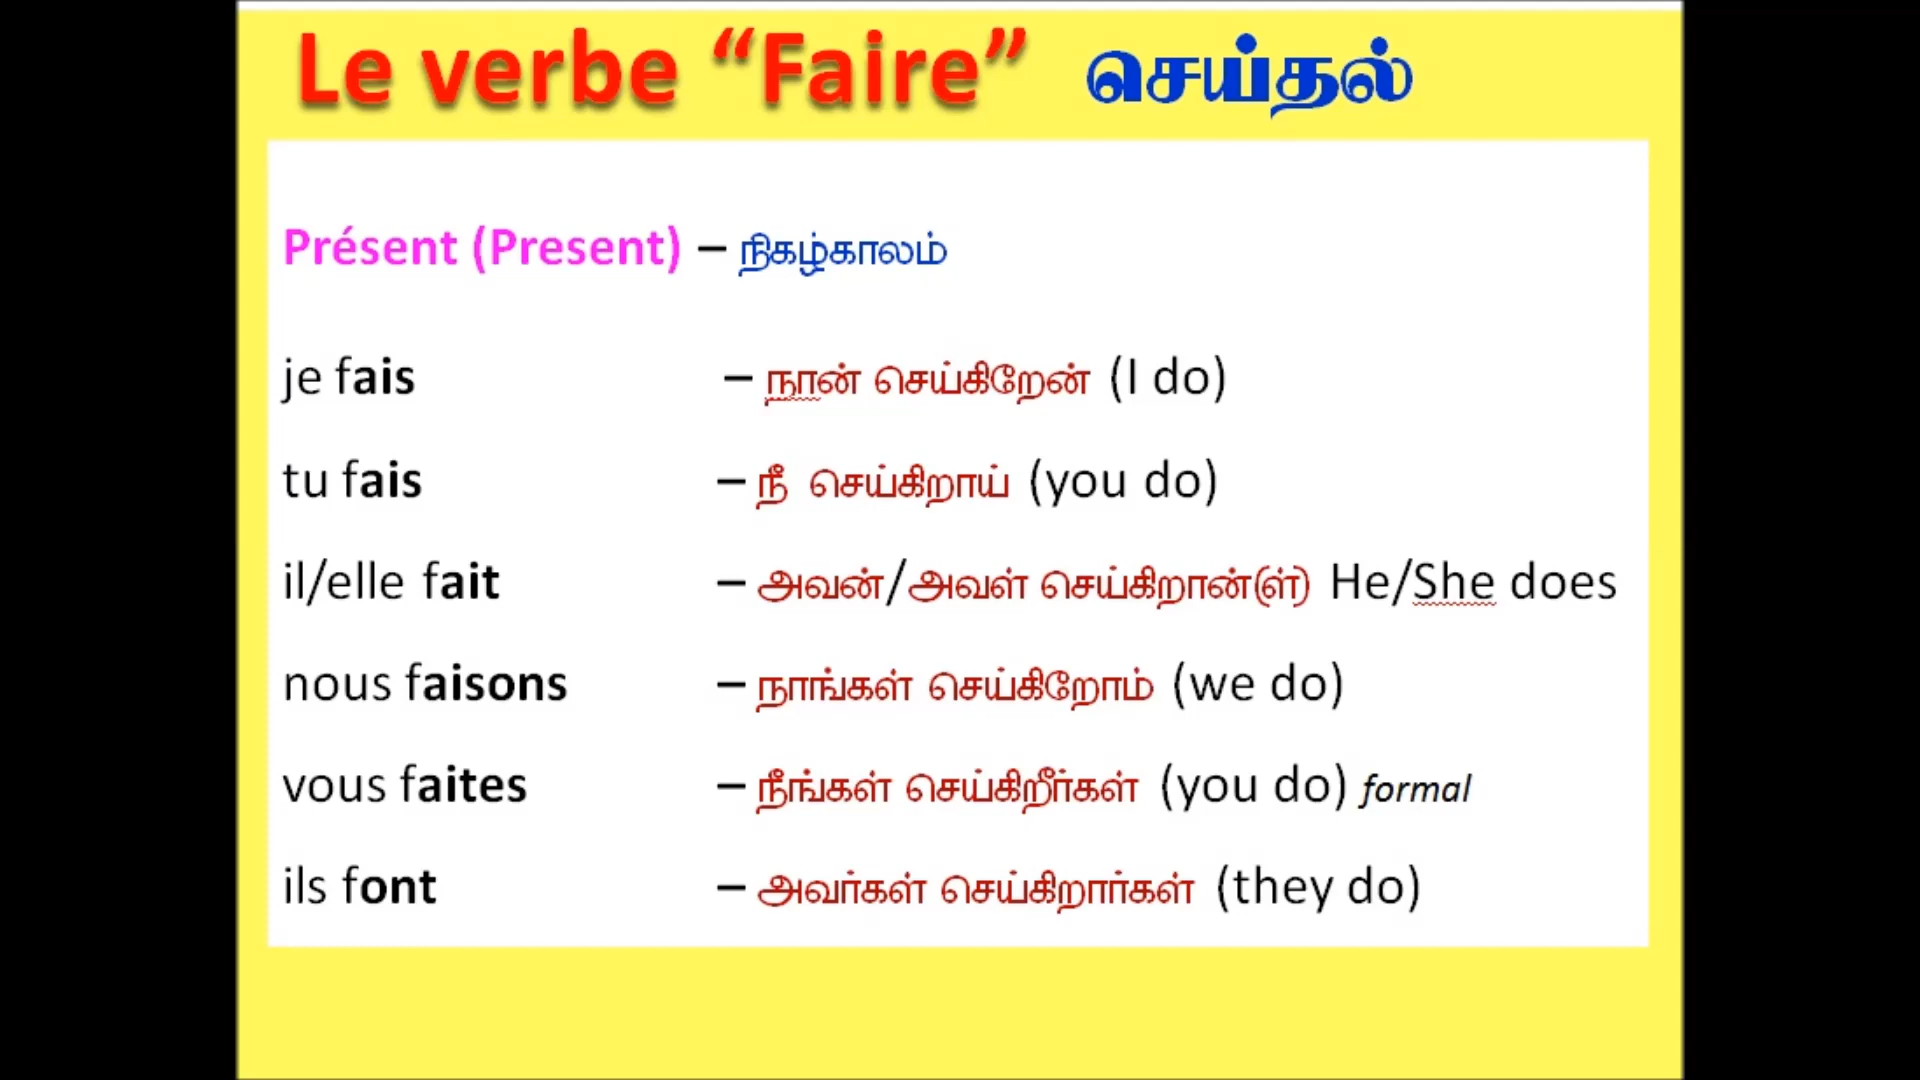 Le verbe “Faire” செய்தல்
Présent (Present) – நிகழ்காலம்
je fais – நான் செய்கிறேன் (I do)
tu fais – நீ செய்கிறாய் (you do)
il/elle fait – அவன்/அவள் செய்கிறான்(ள்) He/She does
nous faisons – நாங்கள் செய்கிறோம் (we do)
vous faites – நீங்கள் செய்கிறீர்கள் (you do) formal
ils font – அவர்கள் செய்கிறார்கள் (they do)